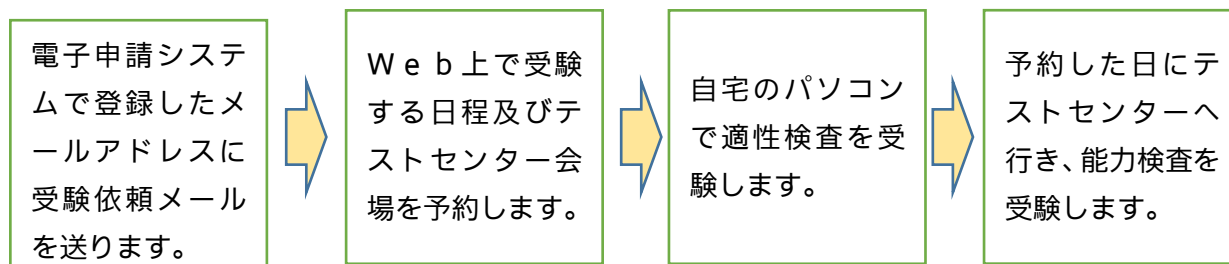 電子申請システ
ムで登録したメ
ールアドレスに
受験依頼メール
を送ります。
Ｗｅｂ上で受験
する日程及びテ
ストセンター会
場を予約します。
自宅のパソコン
で適性検査を受
験します。
予約した日にテ
ストセンターへ
行き、能力検査を
受験します。